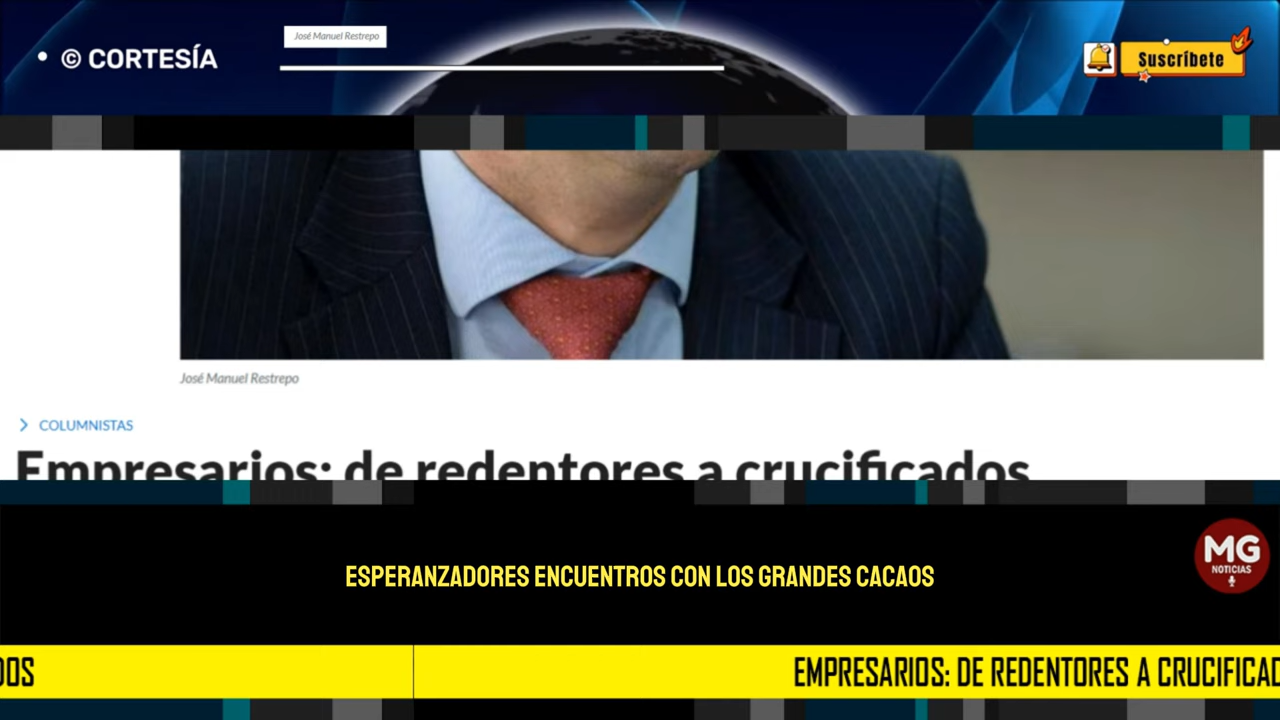 José Manuel Restrepo
• © CORTESÍA
Suscríbete
José Manuel Restrepo
COLUMNISTAS
Empresarios: de redentores a crucificados
ESPERANZADORES ENCUENTROS CON LOS GRANDES CACAOS
MG
NOTICIAS
DOS
EMPRESARIOS: DE REDENTORES A CRUCIFICAD